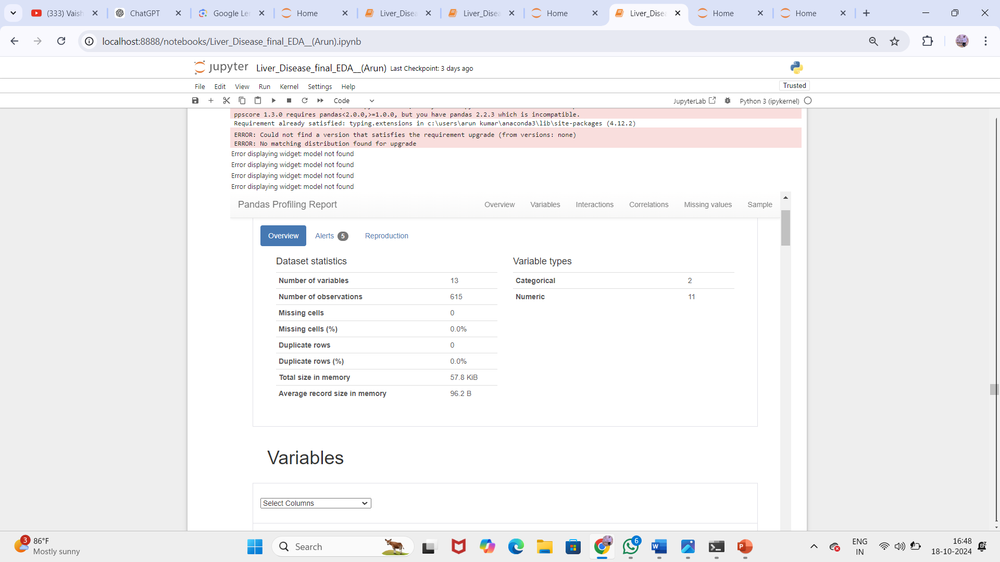 (333) Vaish
ChatGPT
Google Le
Home
Liver_Disea
Liver_Disea
Home
Liver_Disea
Home
Home
localhost:8888/notebooks/Liver_Disease_final_EDA__(Arun).ipynb
jupyter Liver_Disease_final_EDA__(Arun) Last Checkpoint: 3 days ago
File Edit View Run Kernel Settings Help
Trusted
Code
JupyterLab
Python 3 (ipykernel)
ppscore 1.3.0 requires pandas<2.0.0,>=1.0.0, but you have pandas 2.2.3 which is incompatible.
Requirement already satisfied: typing.extensions in c:\users\arun kumar\anaconda3\lib\site-packages (4.12.2)
ERROR: Could not find a version that satisfies the requirement upgrade (from versions: none)
ERROR: No matching distribution found for upgrade
Error displaying widget: model not found
Error displaying widget: model not found
Error displaying widget: model not found
Error displaying widget: model not found
Pandas Profiling Report
Overview Variables Interactions Correlations Missing values Sample
Overview Alerts 5 Reproduction
Dataset statistics
Number of variables 13
Number of observations 615
Missing cells 0
Missing cells (%) 0.0%
Duplicate rows 0
Duplicate rows (%) 0.0%
Total size in memory 57.8 KiB
Average record size in memory 96.2 B
Variable types
Categorical 2
Numeric 11
Variables
Select Columns
3
86°F
Mostly sunny
Search
6
W
P
ENG
IN
16:48
18-10-2024